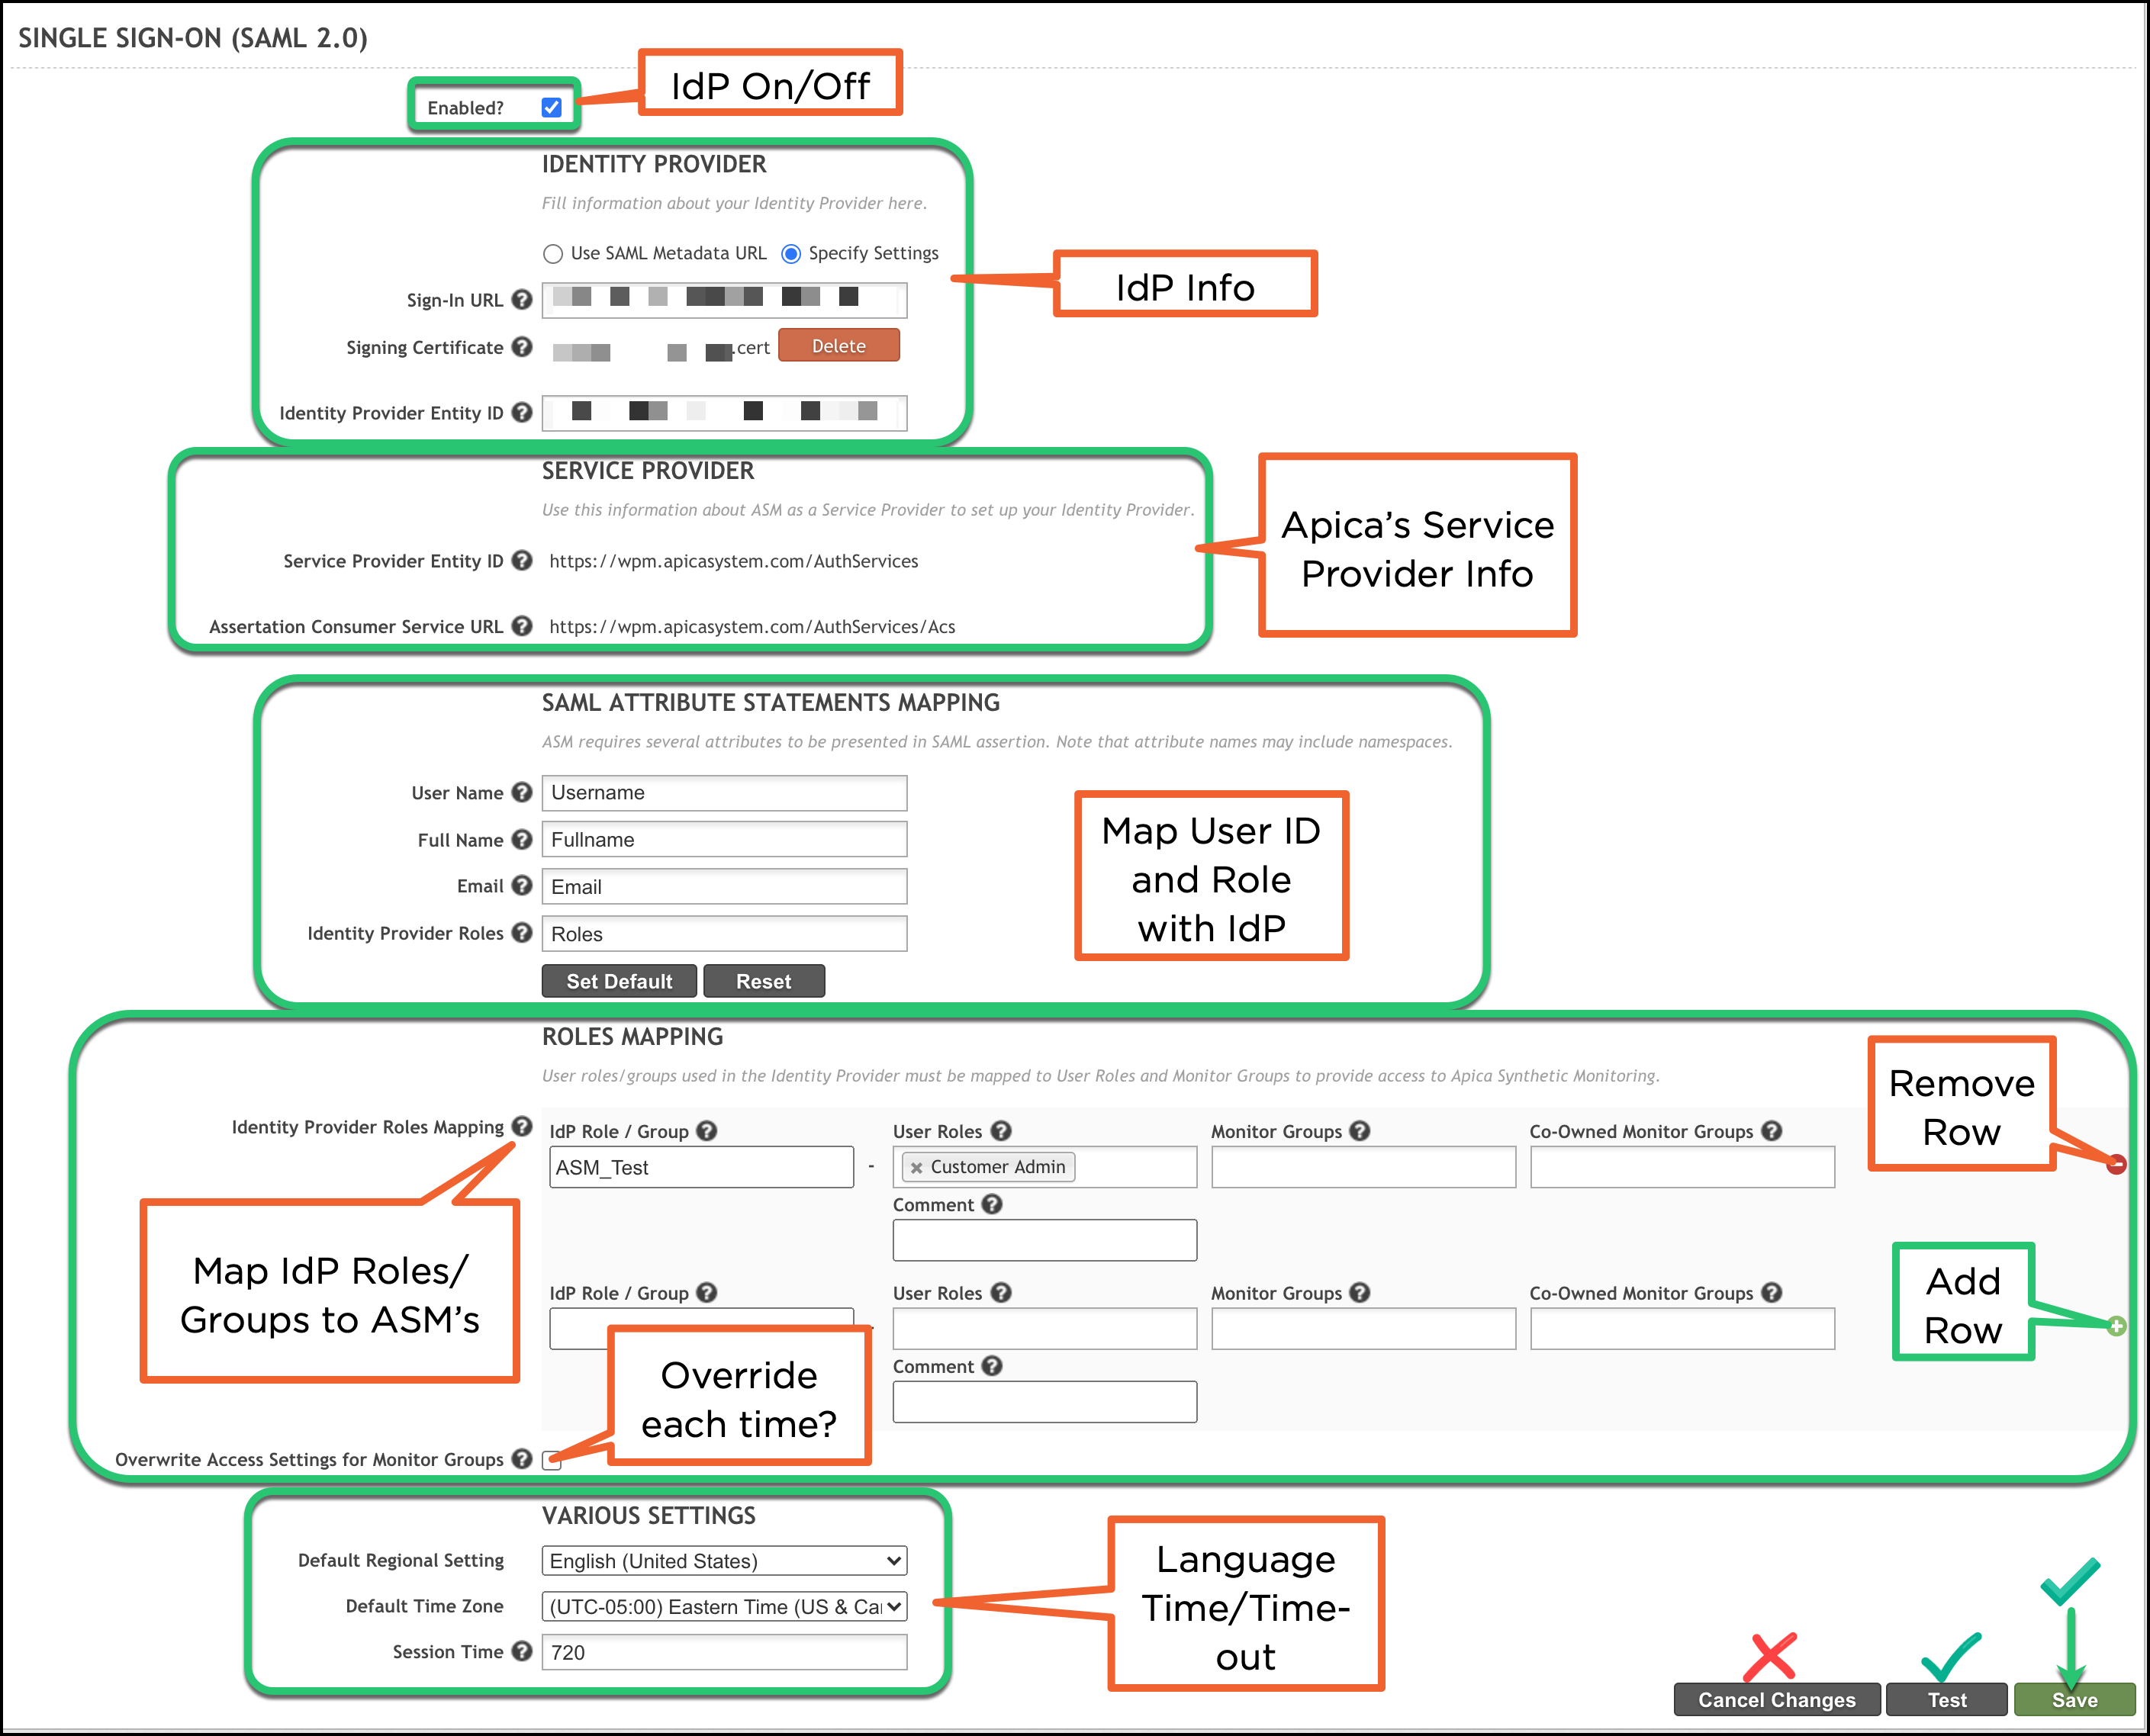 SINGLE SIGN-ON (SAML 2.0)
Enabled?
IdP On/Off
IDENTITY PROVIDER
Fill information about your Identity Provider here.
Use SAML Metadata URL
Specify Settings
IdP Info
Sign-In URL
Signing Certificate
.cert
Delete
Identity Provider Entity ID
SERVICE PROVIDER
Use this information about ASM as a Service Provider to set up your Identity Provider.
Apica's Service
Provider Info
Service Provider Entity ID
https://wpm.apicasystem.com/AuthServices
Assertation Consumer Service URL
https://wpm.apicasystem.com/AuthServices/Acs
SAML ATTRIBUTE STATEMENTS MAPPING
ASM requires several attributes to be presented in SAML assertion. Note that attribute names may include namespaces.
User Name
Username
Full Name
Fullname
Email
Email
Identity Provider Roles
Roles
Set Default
Reset
Map User ID
and Role
with IdP
ROLES MAPPING
User roles/groups used in the Identity Provider must be mapped to User Roles and Monitor Groups to provide access to Apica Synthetic Monitoring.
Remove
Row
Identity Provider Roles Mapping
IdP Role / Group
User Roles
Monitor Groups
Co-Owned Monitor Groups
ASM_Test
-
Customer Admin
Comment
Map IdP Roles/
Groups to ASM's
IdP Role / Group
User Roles
Monitor Groups
Co-Owned Monitor Groups
Add
Row
Comment
Override
each time?
Overwrite Access Settings for Monitor Groups
VARIOUS SETTINGS
Default Regional Setting
English (United States)
Default Time Zone
(UTC-05:00) Eastern Time (US & Ca
Session Time
720
Language
Time/Time-
out
Cancel Changes
Test
Save